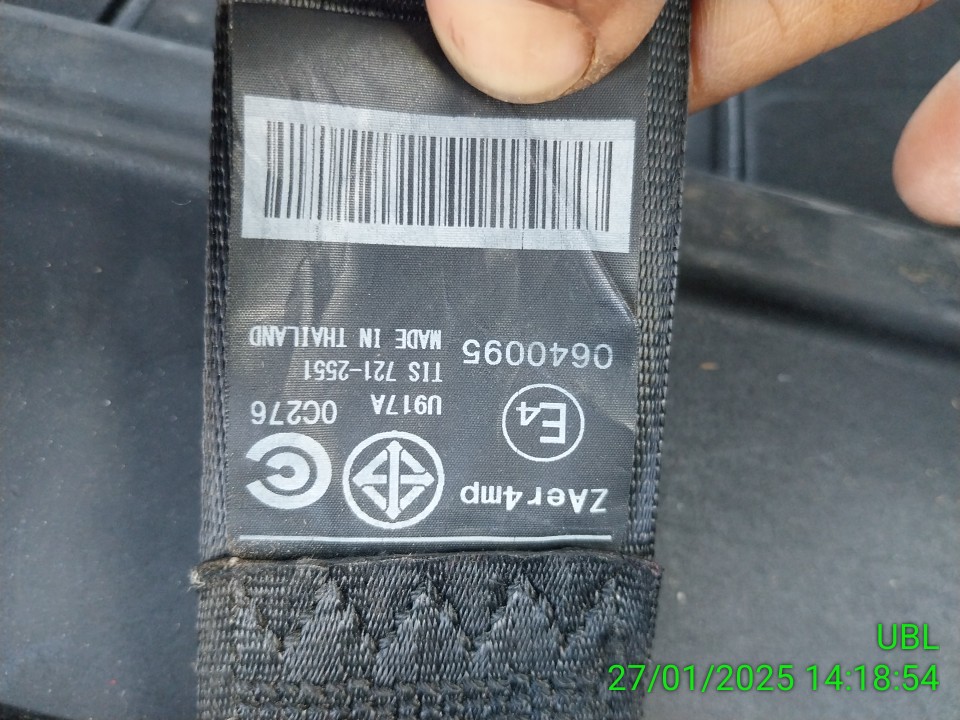 ZAer4mp
E4
0640095
U917A
0C276
TIS 721-2551
MADE IN THAILAND
UBL
27/01/2025 14:18:54